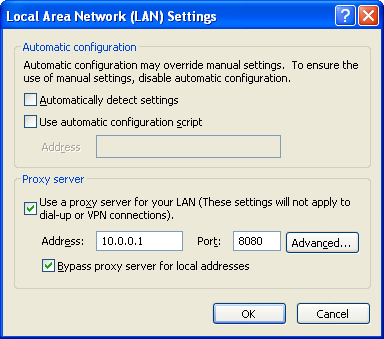 Local Area Network (LAN) Settings
Automatic configuration
Automatic configuration may override manual settings. To ensure the
use of manual settings, disable automatic configuration.
Automatically detect settings
Use automatic configuration script
Address
Proxy server
Use a proxy server for your LAN (These settings will not apply to
dial-up or VPN connections).
Address: 10.0.0.1 Port: 8080 Advanced...
Bypass proxy server for local addresses
OK Cancel